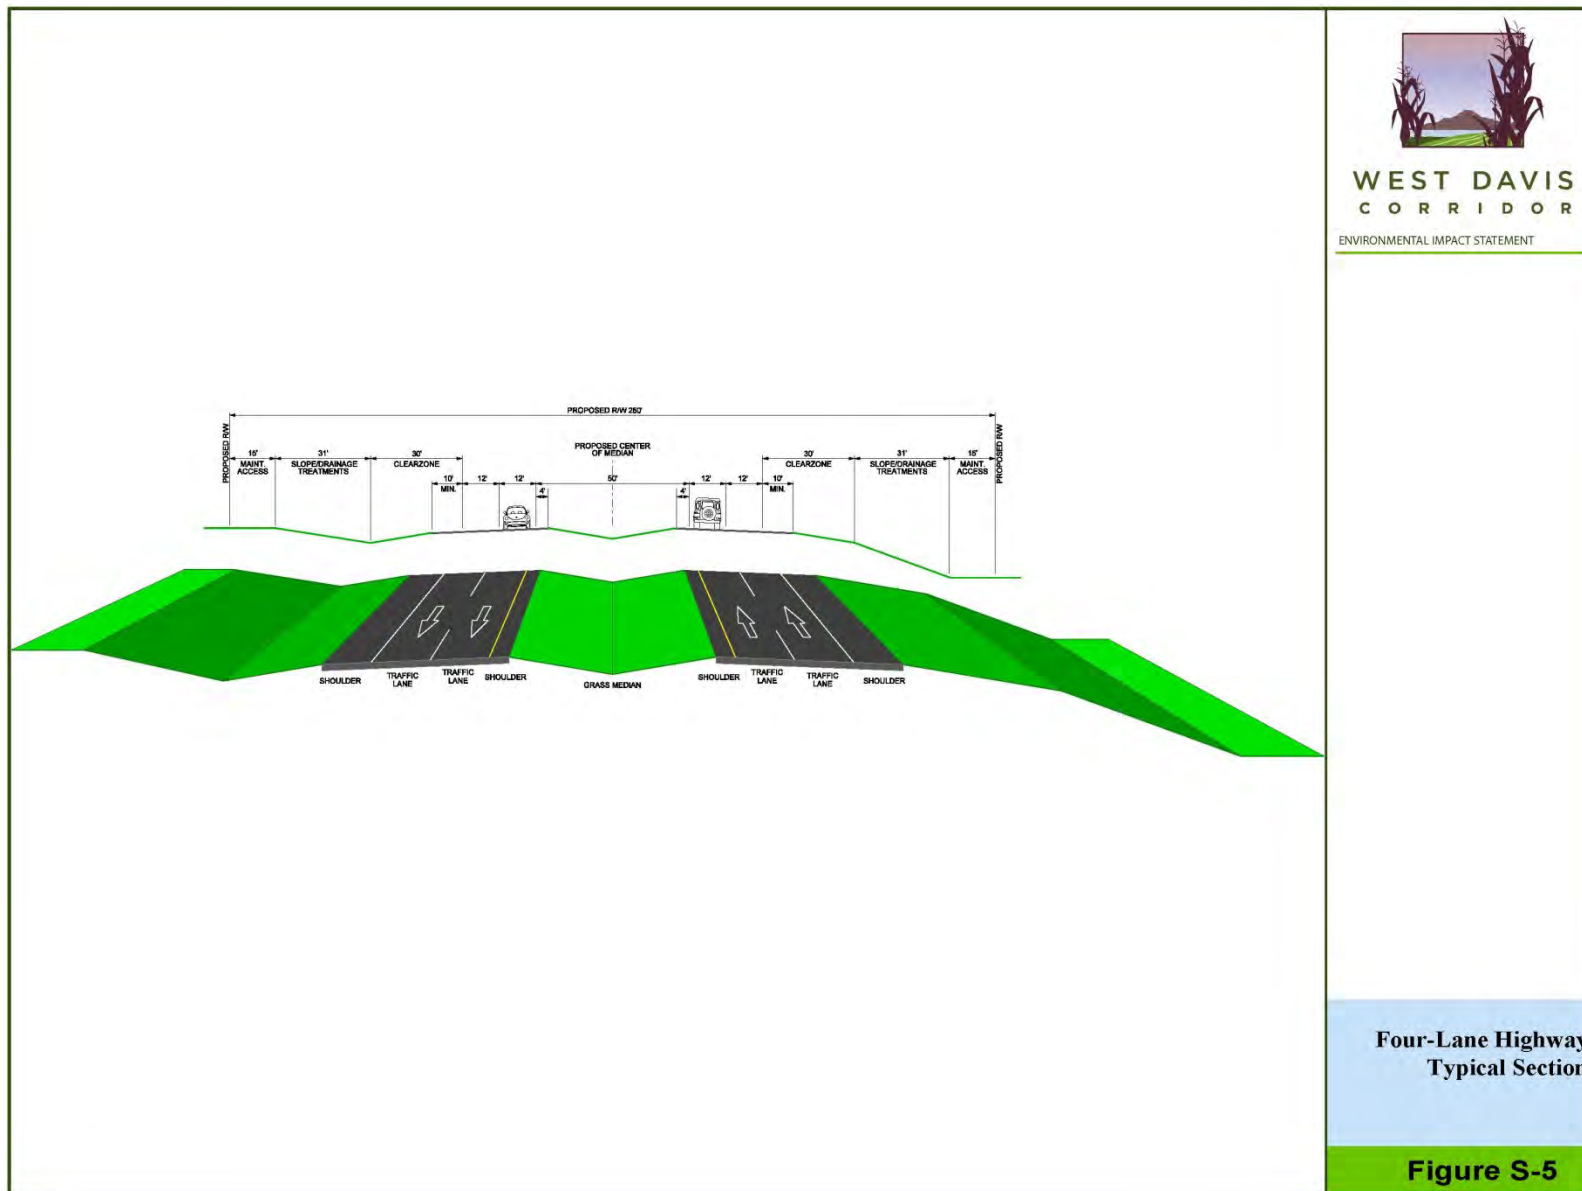 WEST DAVIS
CORRIDOR
ENVIRONMENTAL IMPACT STATEMENT
PROPOSED R/W 250'
PROPOSED R/W
15'
MAINT.
ACCESS
31'
SLOPE/DRAINAGE
TREATMENTS
30'
CLEARZONE
PROPOSED CENTER
OF MEDIAN
30'
CLEARZONE
31'
SLOPE/DRAINAGE
TREATMENTS
15'
MAINT.
ACCESS
PROPOSED R/W
10'
MIN.
12'
12'
4'
50'
4'
12'
12'
10'
MIN.
SHOULDER
TRAFFIC
LANE
TRAFFIC
LANE
SHOULDER
GRASS MEDIAN
SHOULDER
TRAFFIC
LANE
TRAFFIC
LANE
SHOULDER
Four-Lane Highway
Typical Section
Figure S-5